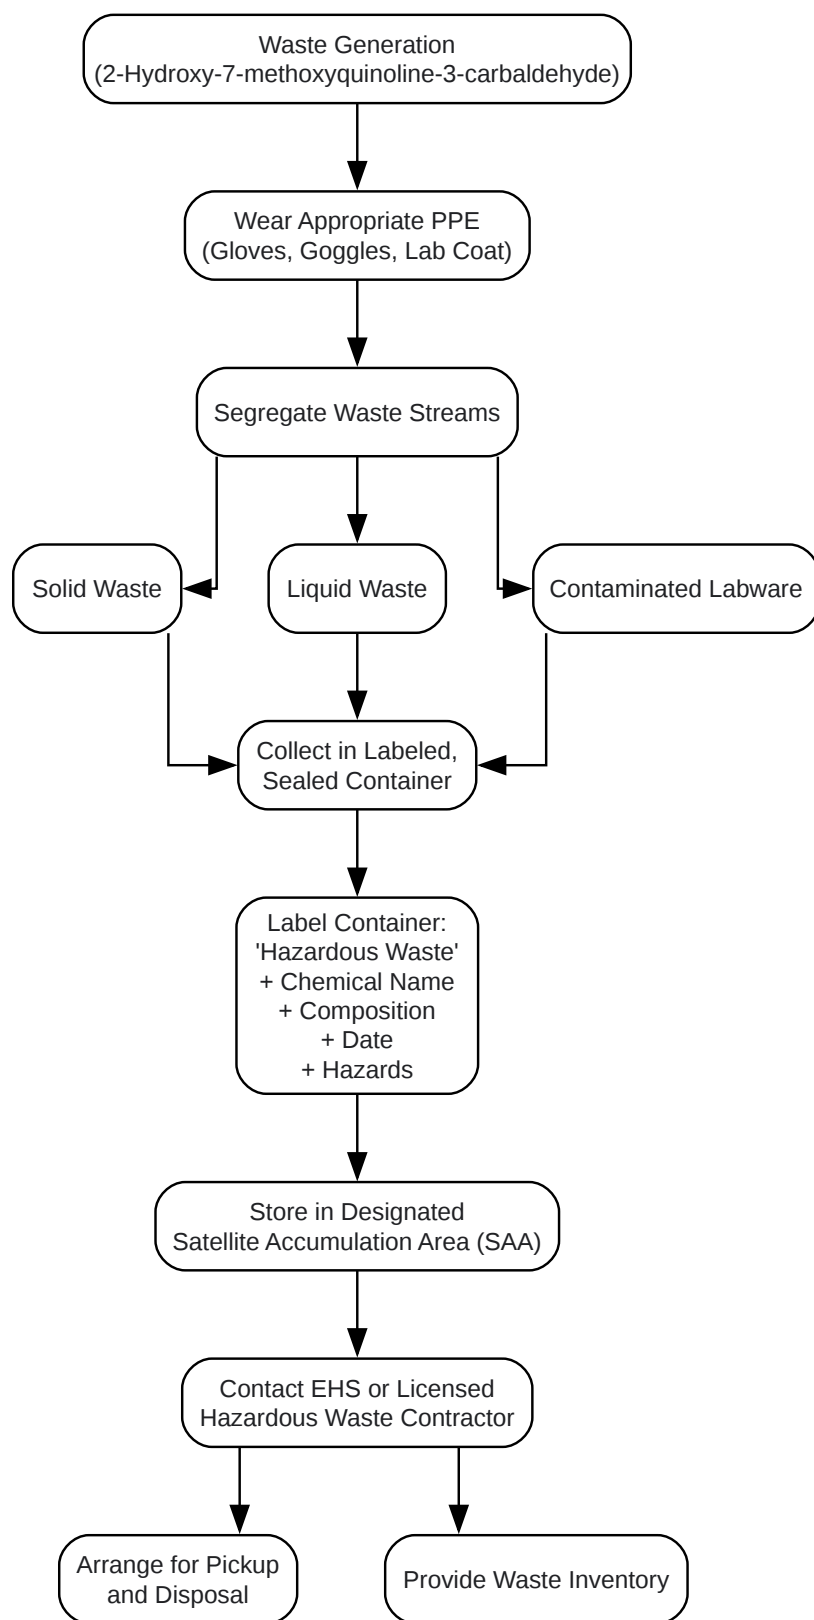 Waste Generation
(2-Hydroxy-7-methoxyquinoline-3-carbaldehyde)
Wear Appropriate PPE
(Gloves, Goggles, Lab Coat)
Segregate Waste Streams
Solid Waste
Liquid Waste
Contaminated Labware
Collect in Labeled,
Sealed Container
Label Container:
'Hazardous Waste'
+ Chemical Name
+ Composition
+ Date
+ Hazards
Store in Designated
Satellite Accumulation Area (SAA)
Contact EHS or Licensed
Hazardous Waste Contractor
Arrange for Pickup
and Disposal
Provide Waste Inventory